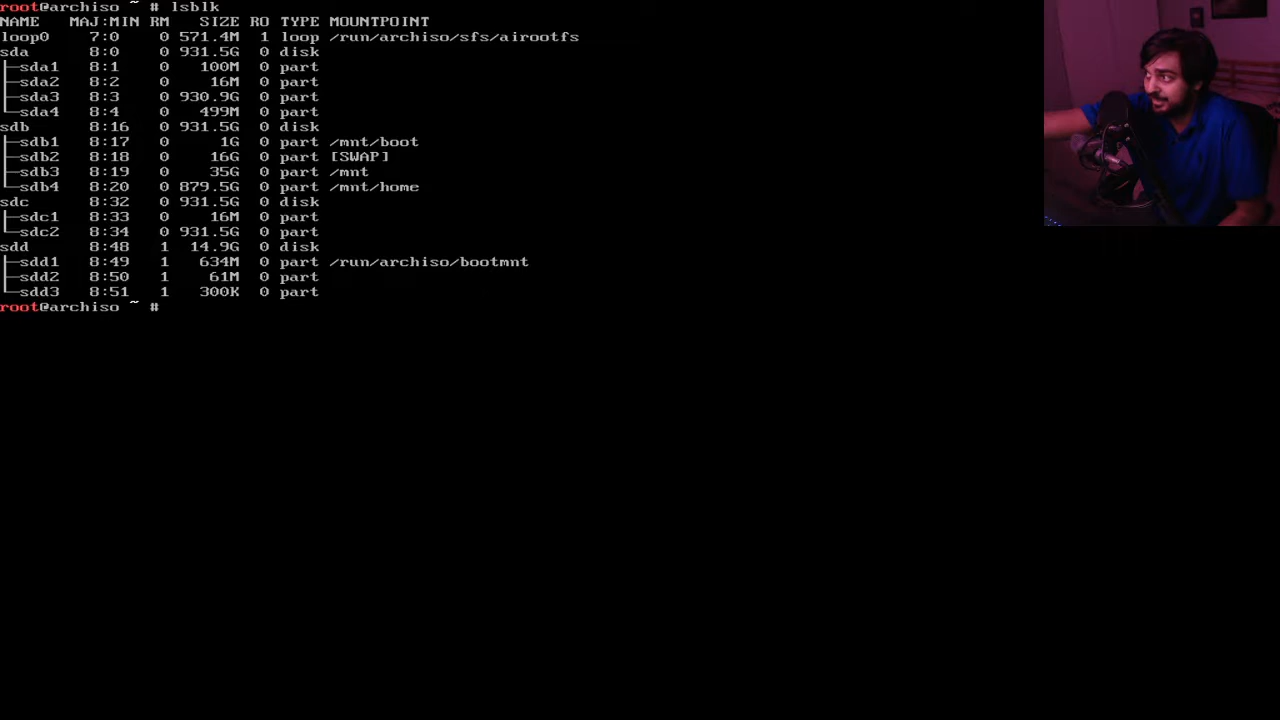 root@archiso ~ # lsblk
NAME   MAJ:MIN RM   SIZE RO TYPE MOUNTPOINT
loop0    7:0    0 571.4M  1 loop /run/archiso/sfs/airootfs
sda      8:0    0 931.5G  0 disk
├─sda1   8:1    0   100M  0 part
├─sda2   8:2    0    16M  0 part
├─sda3   8:3    0 930.9G  0 part
└─sda4   8:4    0   499M  0 part
sdb      8:16   0 931.5G  0 disk
├─sdb1   8:17   0     1G  0 part /mnt/boot
├─sdb2   8:18   0    16G  0 part [SWAP]
├─sdb3   8:19   0    35G  0 part /mnt
└─sdb4   8:20   0 879.5G  0 part /mnt/home
sdc      8:32   0 931.5G  0 disk
├─sdc1   8:33   0    16M  0 part
└─sdc2   8:34   0 931.5G  0 part
sdd      8:48   1  14.9G  0 disk
├─sdd1   8:49   1   634M  0 part /run/archiso/bootmnt
├─sdd2   8:50   1    61M  0 part
└─sdd3   8:51   1   300K  0 part
root@archiso ~ #